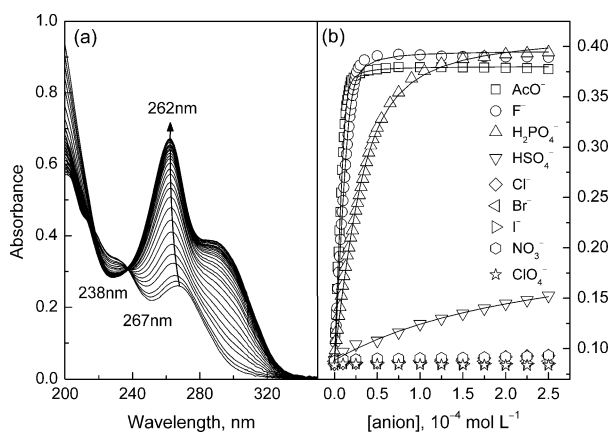 (a)
(b)
1.0
0.8
0.6
0.4
0.2
0.0
Absorbance
262nm
238nm
267nm
200
240
280
320
Wavelength, nm
AcO⁻
F⁻
H₂PO₄⁻
HSO₄⁻
Cl⁻
Br⁻
I⁻
NO₃⁻
ClO₄⁻
0.40
0.35
0.30
0.25
0.20
0.15
0.10
0.0
0.5
1.0
1.5
2.0
2.5
[anion], 10⁻⁴ mol L⁻¹